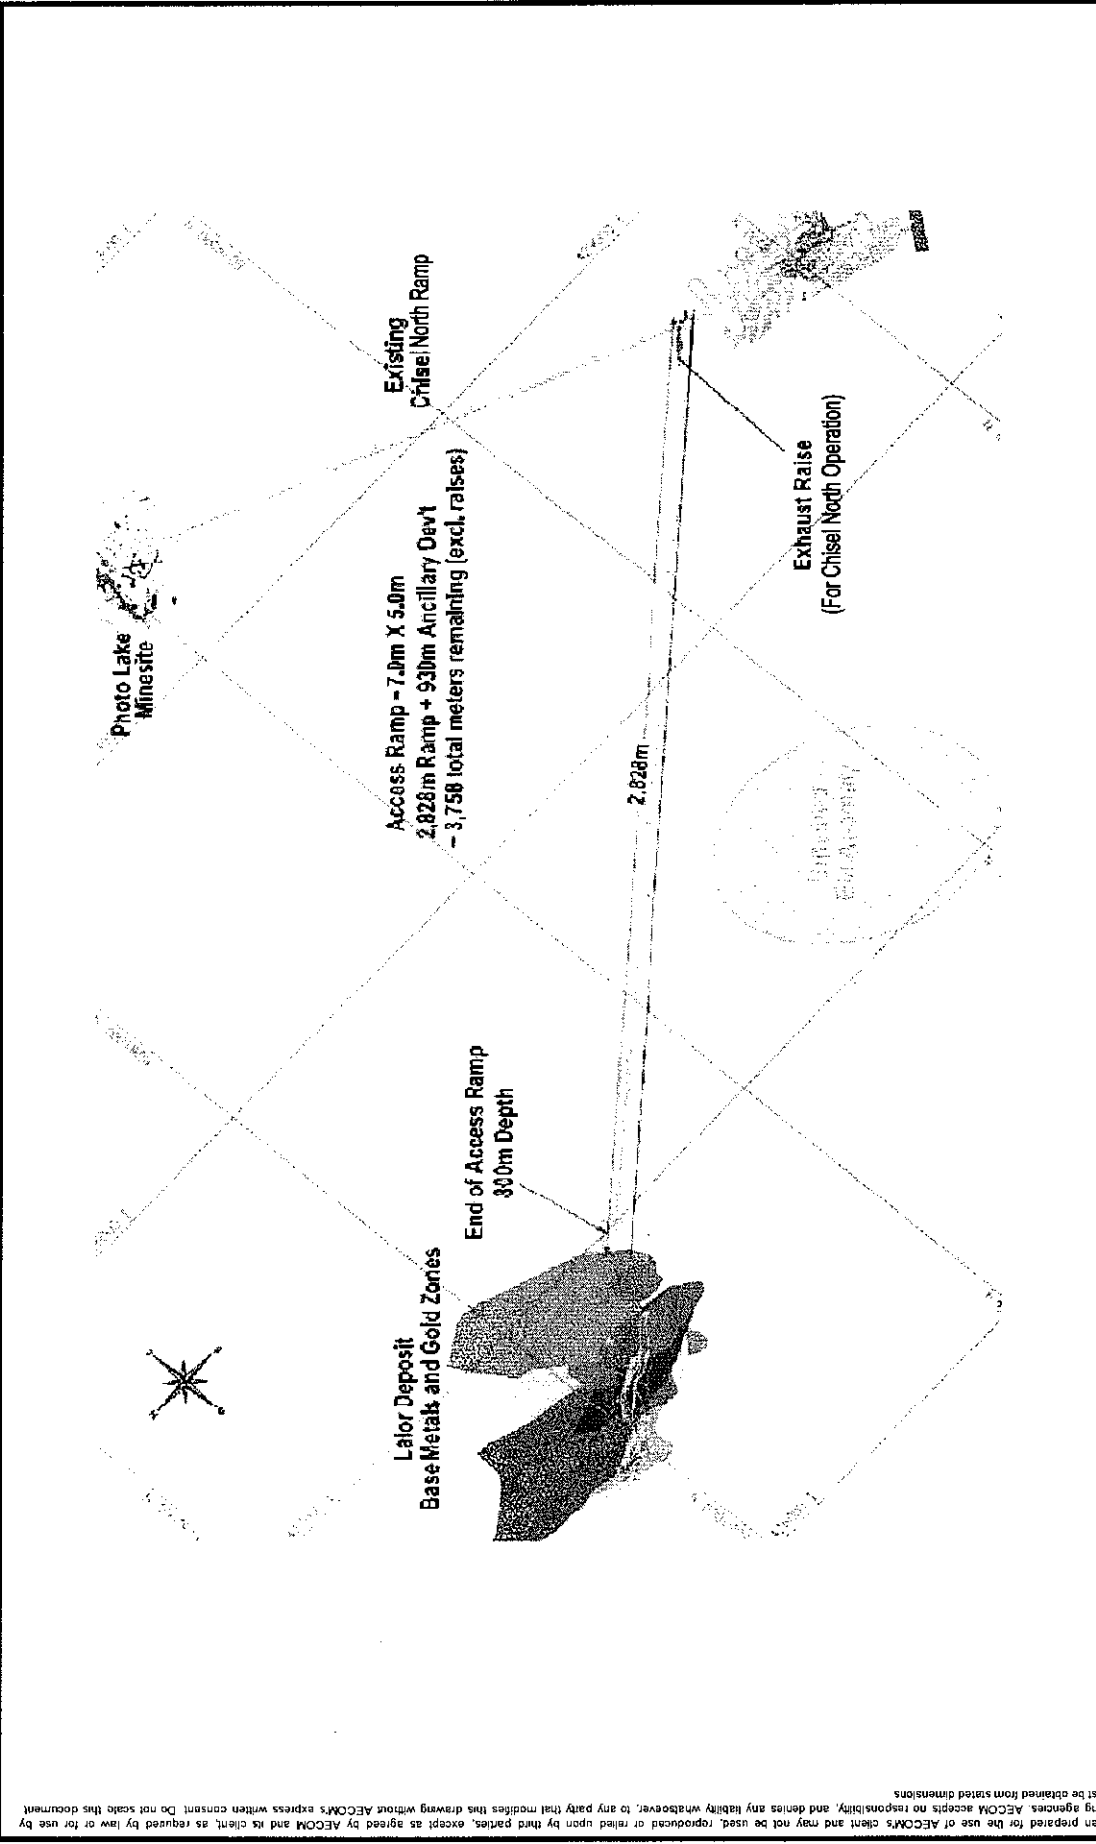 Photo Lake
Minesite
Existing
Chisel North Ramp
Access Ramp - 7.0m X 5.0m
2,828m Ramp + 930m Ancillary Dev't
- 3,758 total meters remaining (excl. raises)
Lalor Deposit
Base Metals and Gold Zones
End of Access Ramp
800m Depth
2,828m
Exhaust Raise
(For Chisel North Operation)
prepared for the use of AECOM's client and may not be used, reproduced or relied upon by third parties, except as agreed by AECOM and its client, as required by law or for use by
agencies. AECOM accepts no responsibility, and denies any liability whatsoever, to any party that modifies this drawing without AECOM's express written consent. Do not scale this document
be obtained from stated dimensions